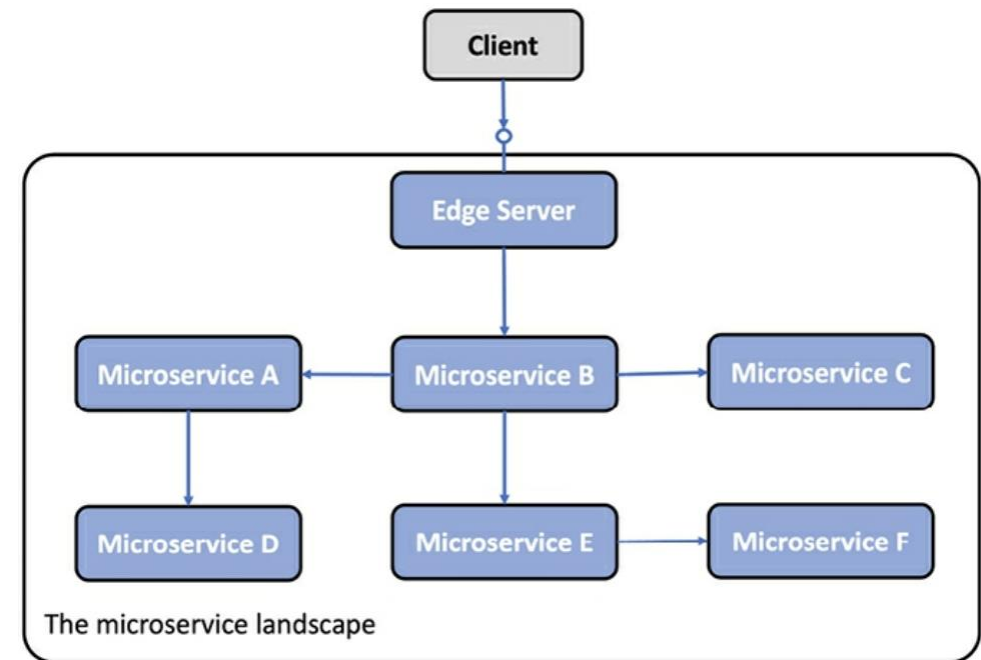 Client
Edge Server
Microservice A
Microservice B
Microservice C
Microservice D
Microservice E
Microservice F
The microservice landscape